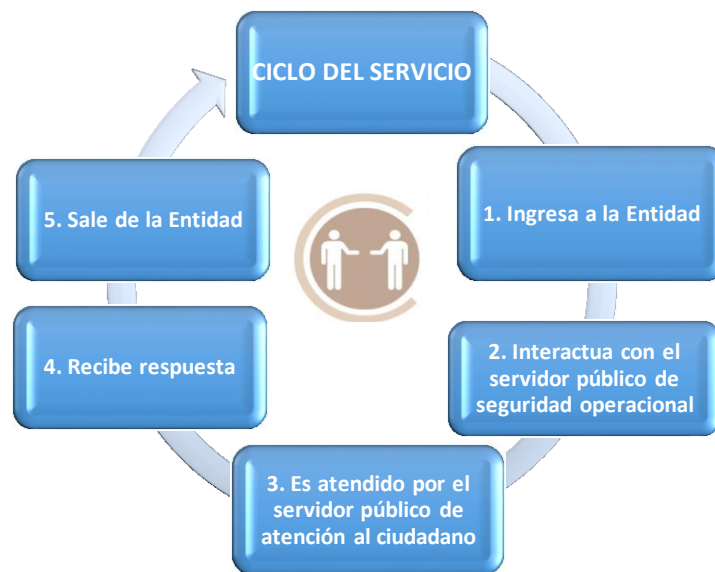 CICLO DEL SERVICIO
1. Ingresa a la Entidad
2. Interactua con el
servidor público de
seguridad operacional
3. Es atendido por el
servidor público de
atención al ciudadano
4. Recibe respuesta
5. Sale de la Entidad